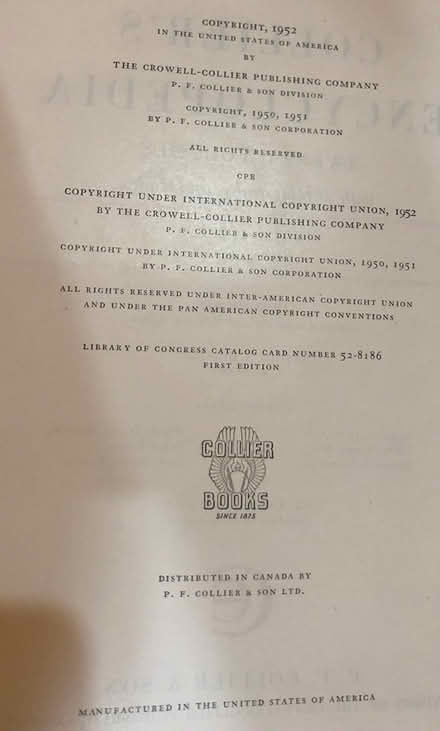 COPYRIGHT, 1952
IN THE UNITED STATES OF AMERICA
BY
THE CROWELL-COLLIER PUBLISHING COMPANY
P. F. COLLIER & SON DIVISION
COPYRIGHT, 1950, 1951
BY P. F. COLLIER & SON CORPORATION
ALL RIGHTS RESERVED
CPB
COPYRIGHT UNDER INTERNATIONAL COPYRIGHT UNION, 1952
BY THE CROWELL-COLLIER PUBLISHING COMPANY
P. F. COLLIER & SON DIVISION
COPYRIGHT UNDER INTERNATIONAL COPYRIGHT UNION, 1950, 1951
BY P. F. COLLIER & SON CORPORATION
ALL RIGHTS RESERVED UNDER INTER-AMERICAN COPYRIGHT UNION
AND UNDER THE PAN AMERICAN COPYRIGHT CONVENTIONS
LIBRARY OF CONGRESS CATALOG CARD NUMBER 52-8186
FIRST EDITION
COLLIER
BOOKS
SINCE 1875
DISTRIBUTED IN CANADA BY
P. F. COLLIER & SON LTD.
MANUFACTURED IN THE UNITED STATES OF AMERICA